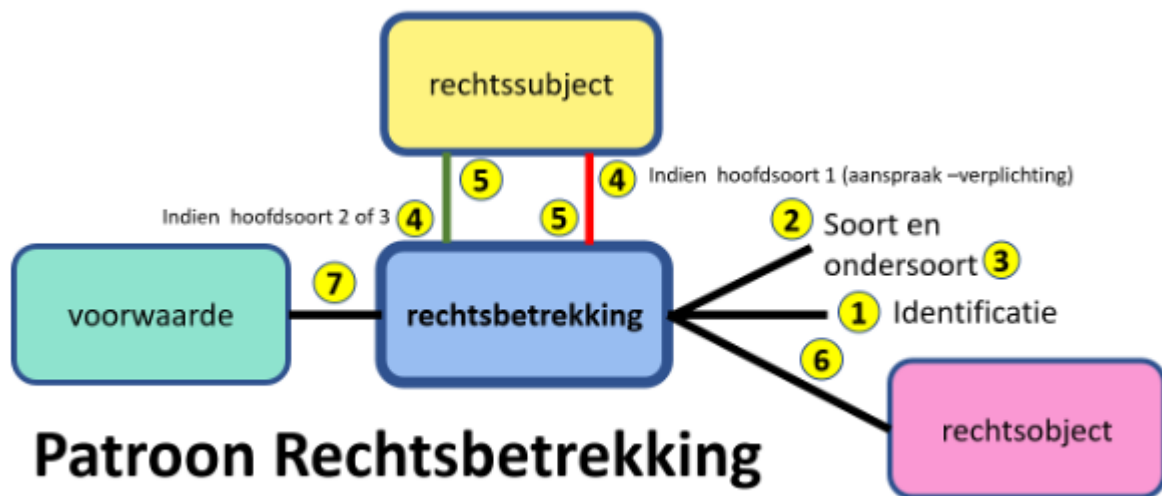 rechtssubject
5
4 Indien hoofdsoort 1 (aanspraak –verplichting)
Indien hoofdsoort 2 of 3 4
5
2 Soort en
ondersoort 3
voorwaarde
7
rechtsbetrekking
1 Identificatie
6
rechtsobject
Patroon Rechtsbetrekking